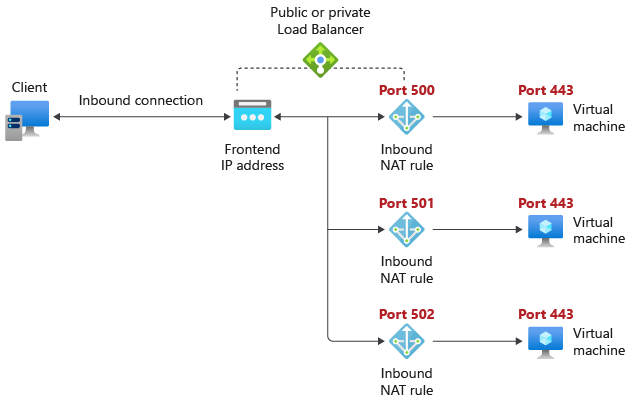 Public or private
Load Balancer
Client
Inbound connection
Frontend
IP address
Port 500
Inbound
NAT rule
Port 443
Virtual
machine
Port 501
Inbound
NAT rule
Port 443
Virtual
machine
Port 502
Inbound
NAT rule
Port 443
Virtual
machine